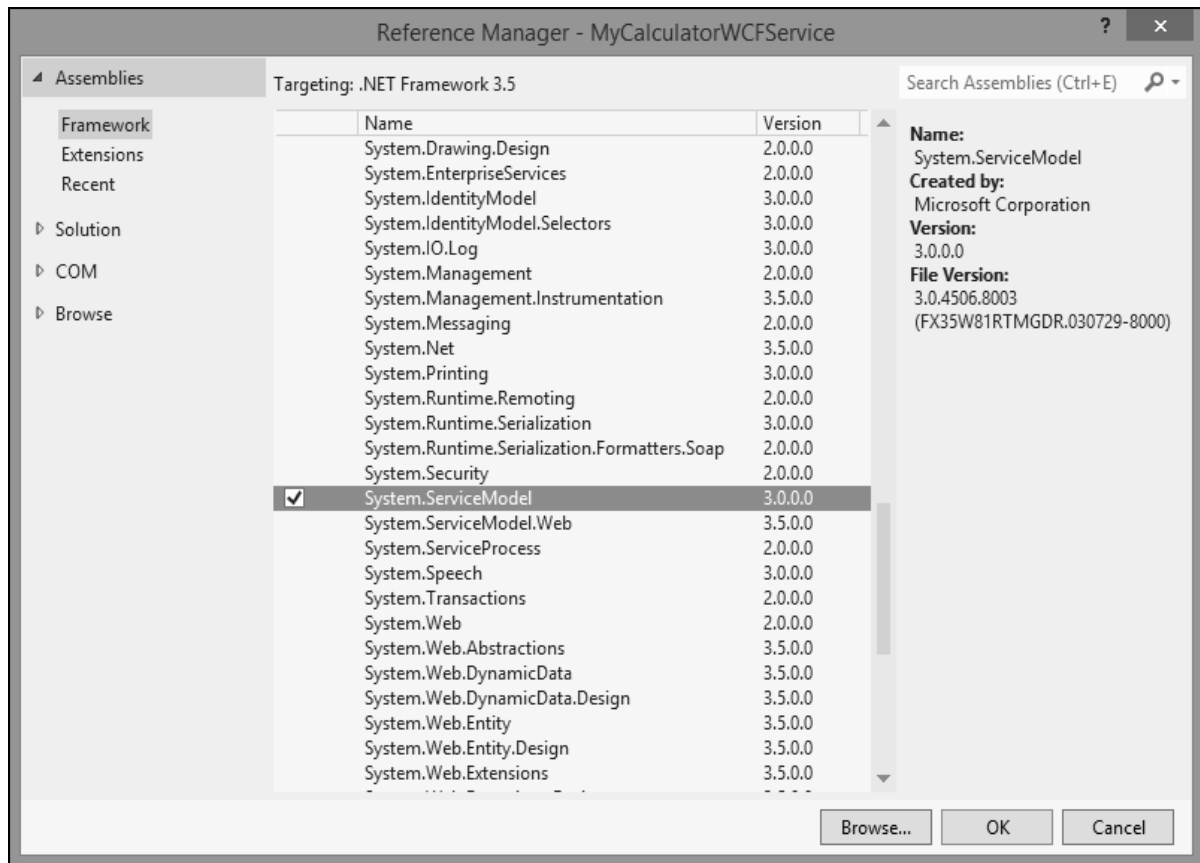 Reference Manager - MyCalculatorWCFService
?
Assemblies
Framework
Extensions
Recent
Solution
COM
Browse
Targeting: .NET Framework 3.5
Name Version
System.Drawing.Design 2.0.0.0
System.EnterpriseServices 2.0.0.0
System.IdentityModel 3.0.0.0
System.IdentityModel.Selectors 3.0.0.0
System.IO.Log 3.0.0.0
System.Management 2.0.0.0
System.Management.Instrumentation 3.5.0.0
System.Messaging 2.0.0.0
System.Net 3.5.0.0
System.Printing 3.0.0.0
System.Runtime.Remoting 2.0.0.0
System.Runtime.Serialization 3.0.0.0
System.Runtime.Serialization.Formatters.Soap 2.0.0.0
System.Security 2.0.0.0
System.ServiceModel 3.0.0.0
System.ServiceModel.Web 3.5.0.0
System.ServiceProcess 2.0.0.0
System.Speech 3.0.0.0
System.Transactions 2.0.0.0
System.Web 2.0.0.0
System.Web.Abstractions 3.5.0.0
System.Web.DynamicData 3.5.0.0
System.Web.DynamicData.Design 3.5.0.0
System.Web.Entity 3.5.0.0
System.Web.Entity.Design 3.5.0.0
System.Web.Extensions 3.5.0.0
Search Assemblies (Ctrl+E)
Name:
System.ServiceModel
Created by:
Microsoft Corporation
Version:
3.0.0.0
File Version:
3.0.4506.8003
(FX35W81RTMGDR.030729-8000)
Browse...
OK
Cancel